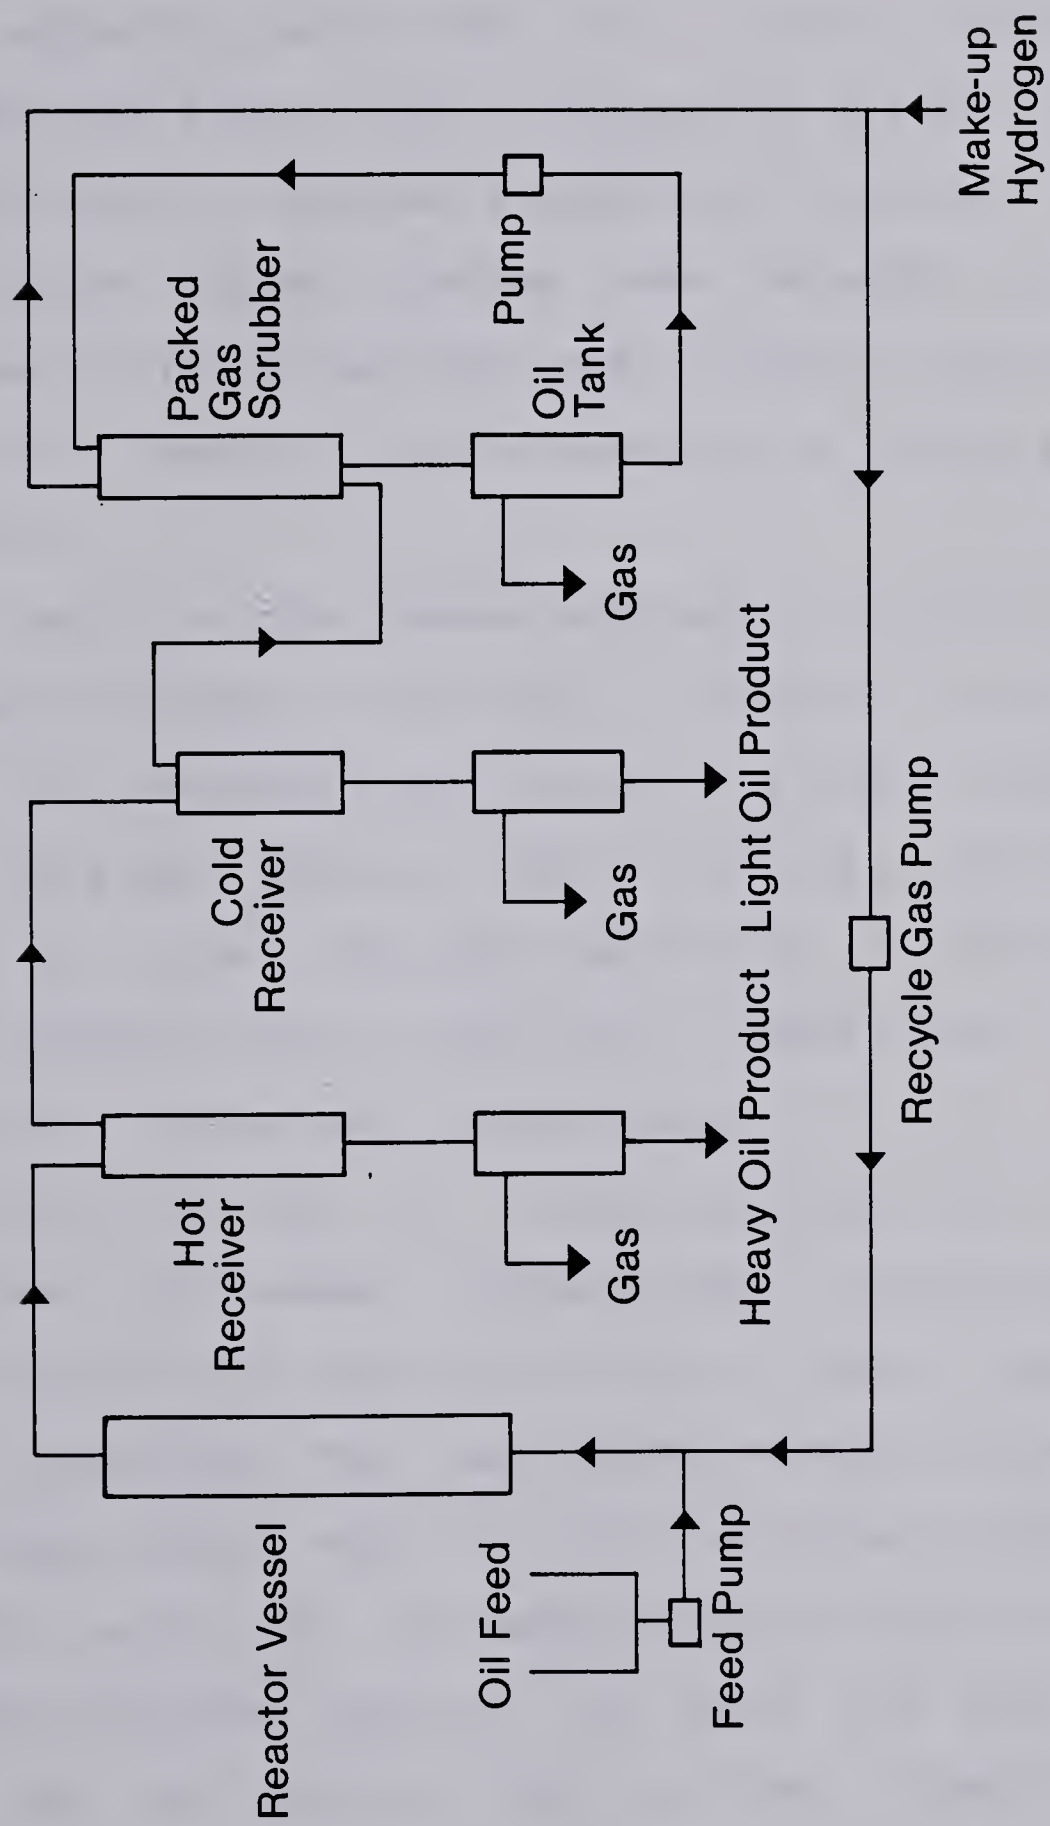 Reactor Vessel
Oil Feed
Feed Pump
Hot
Receiver
Gas
Heavy Oil Product
Cold
Receiver
Gas
Light Oil Product
Packed
Gas
Scrubber
Oil
Tank
Gas
Pump
Recycle Gas Pump
Make-up
Hydrogen